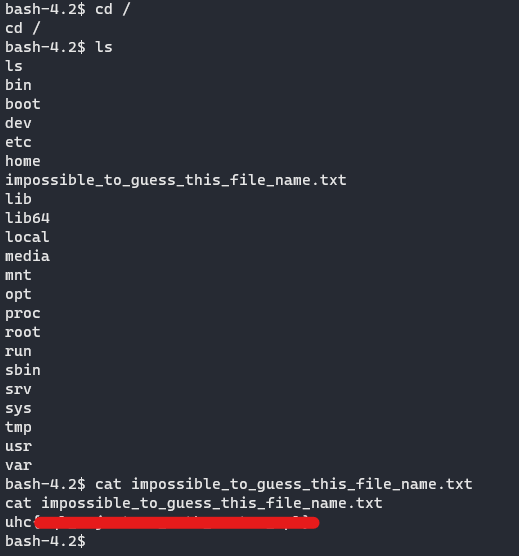 bash-4.2$ cd /
cd /
bash-4.2$ ls
ls
bin
boot
dev
etc
home
impossible_to_guess_this_file_name.txt
lib
lib64
local
media
mnt
opt
proc
root
run
sbin
srv
sys
tmp
usr
var
bash-4.2$ cat impossible_to_guess_this_file_name.txt
cat impossible_to_guess_this_file_name.txt
uhc
bash-4.2$